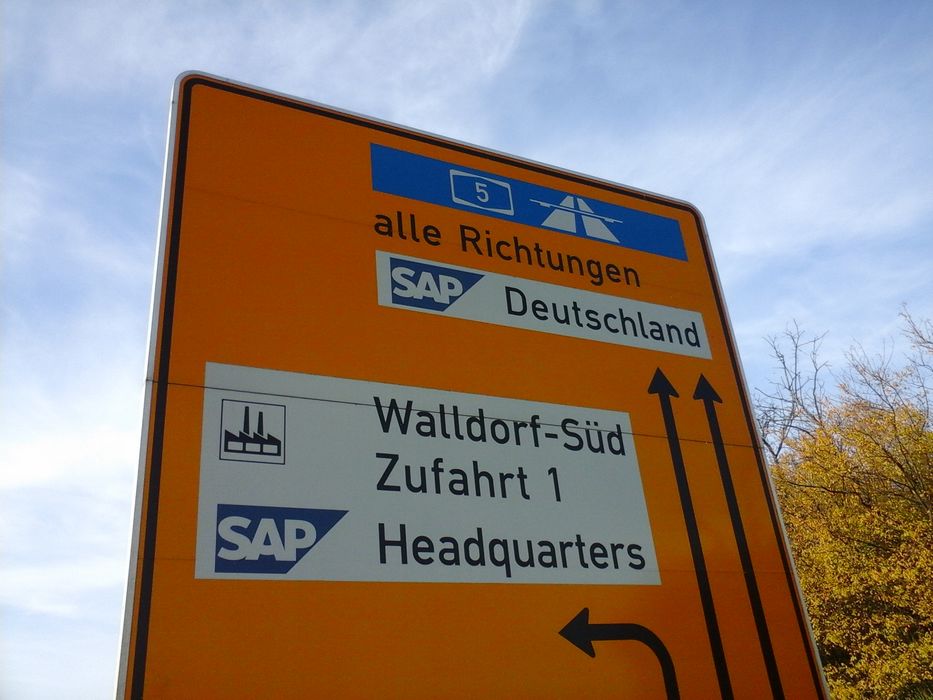 5
alle Richtungen
SAP Deutschland
Walldorf-Süd
Zufahrt 1
SAP Headquarters